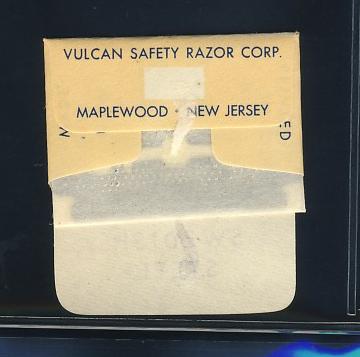 VULCAN SAFETY RAZOR CORP.
MAPLEWOOD · NEW JERSEY